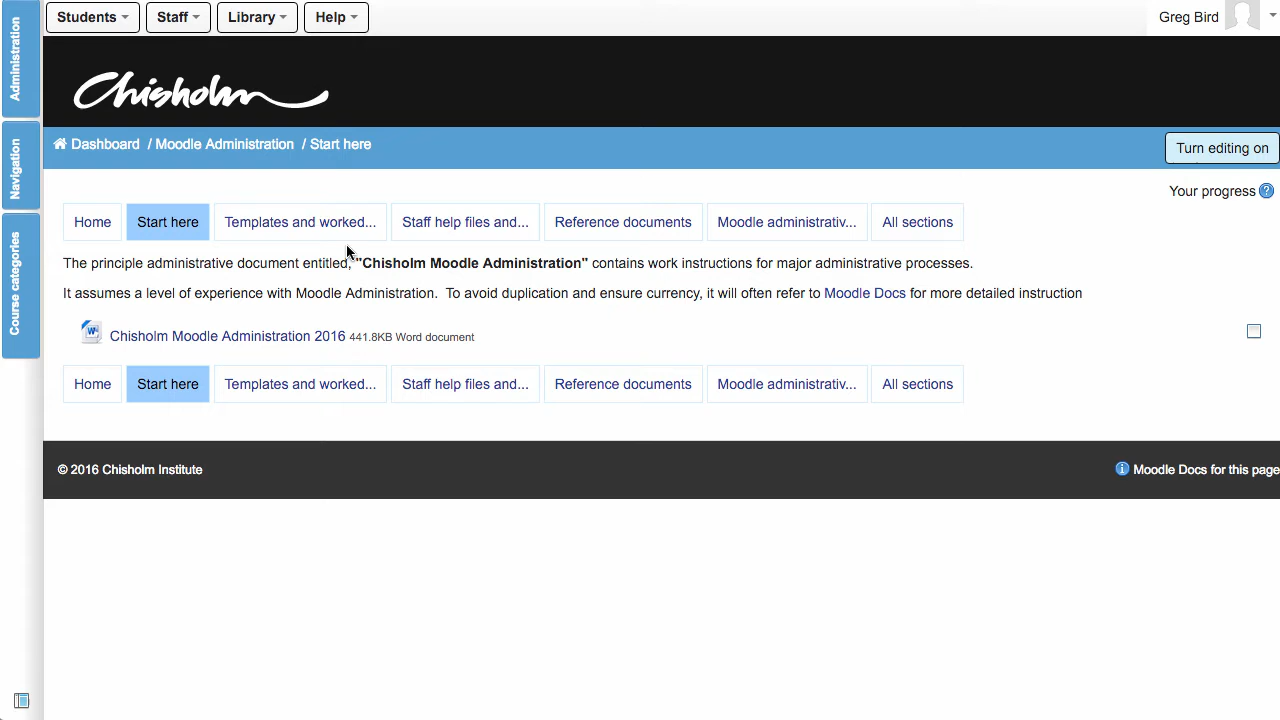 Students Staff Library Help Greg Bird
Administration
Chisholm
Dashboard / Moodle Administration / Start here Turn editing on
Navigation
Your progress
Home Start here Templates and worked... Staff help files and... Reference documents Moodle administrativ... All sections
Course categories
The principle administrative document entitled, "Chisholm Moodle Administration" contains work instructions for major administrative processes.
It assumes a level of experience with Moodle Administration. To avoid duplication and ensure currency, it will often refer to Moodle Docs for more detailed instruction
Chisholm Moodle Administration 2016 441.8KB Word document
Home Start here Templates and worked... Staff help files and... Reference documents Moodle administrativ... All sections
© 2016 Chisholm Institute Moodle Docs for this page